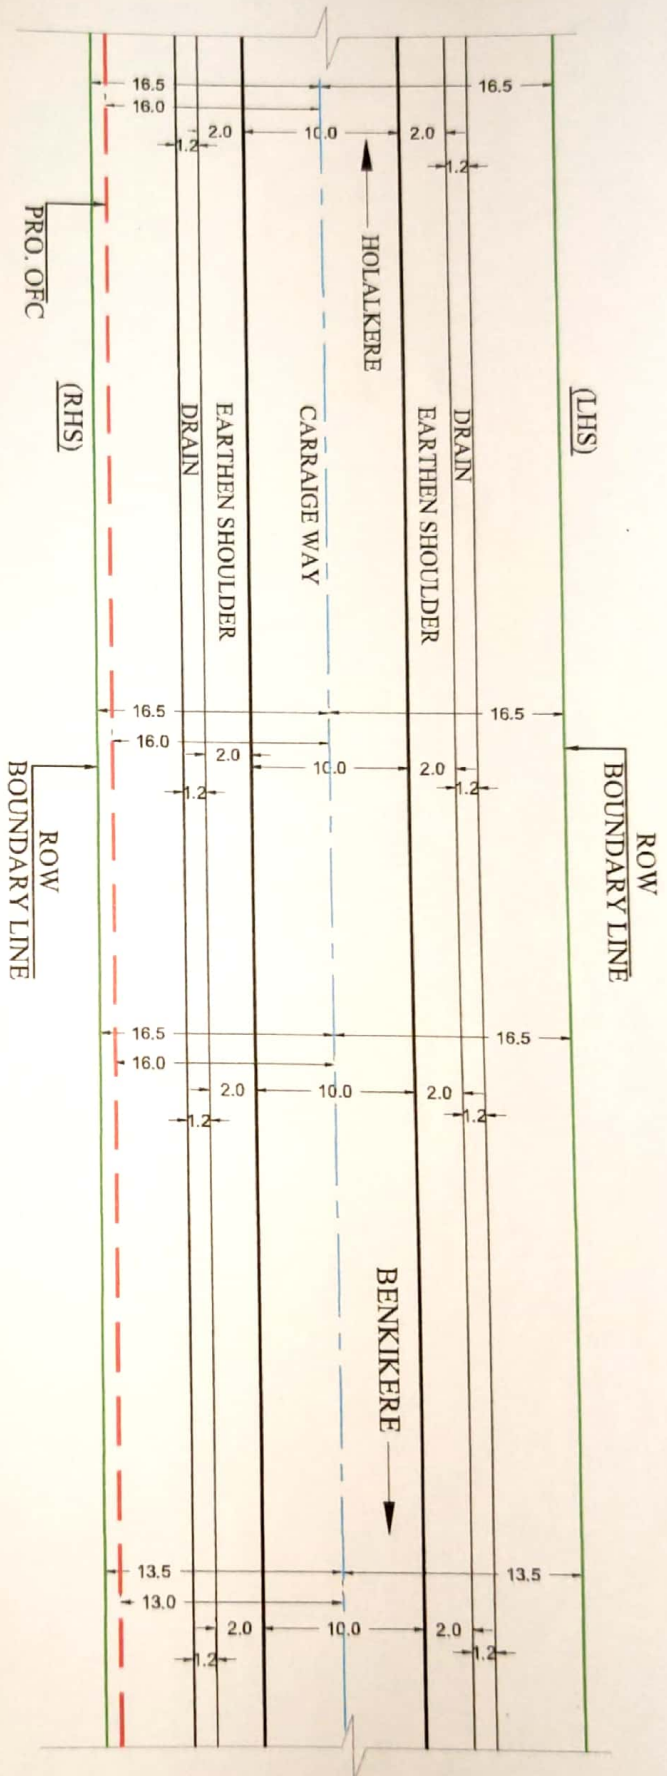 16.5
16.5
16.0
2.0
10.0
2.0
1.2
1.2
PRO. OFC
HOLALKERE
(RHS)
(LHS)
DRAIN
EARTHEN SHOULDER
CARRAIGE WAY
EARTHEN SHOULDER
DRAIN
16.5
16.5
16.0
2.0
10.0
2.0
1.2
1.2
ROW
BOUNDARY LINE
ROW
BOUNDARY LINE
16.5
16.5
16.0
2.0
10.0
2.0
1.2
1.2
BENKIKERE
13.5
13.5
13.0
2.0
10.0
2.0
1.2
1.2